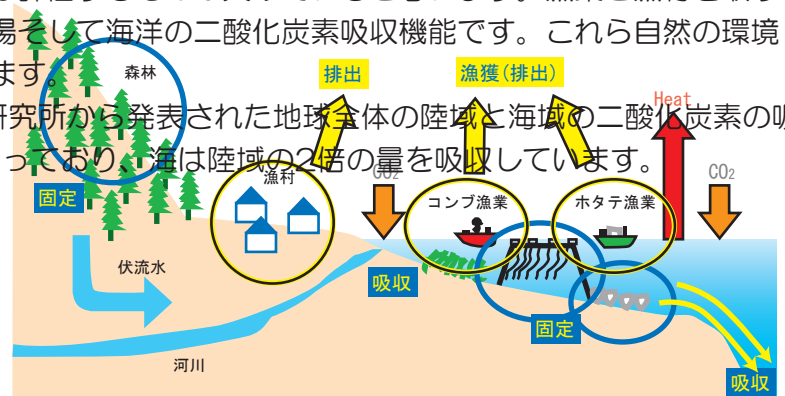 場そして海洋の二酸化炭素吸収機能です。これら自然の環境
ます。
森林
排出
漁獲(排出)
Heat
研究所から発表された地球全体の陸域と海域の二酸化炭素の吸
っており、海は陸域の2倍の量を吸収しています。
漁村
CO₂
CO₂
固定
コンブ漁業
ホタテ漁業
伏流水
吸収
固定
河川
吸収